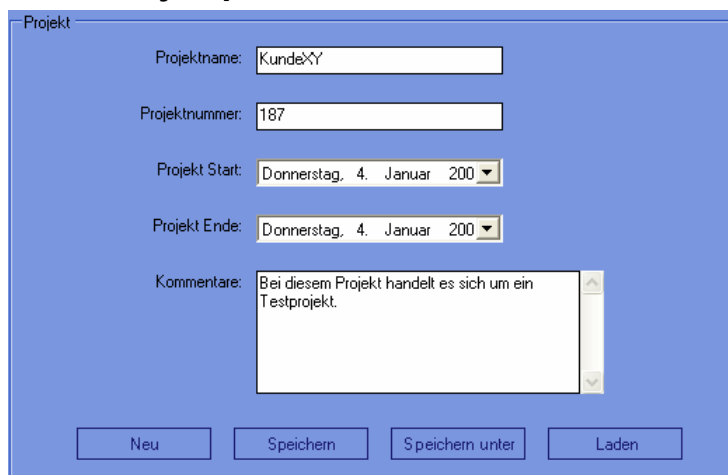 Projekt
Projektname: KundeXY
Projektnummer: 187
Projekt Start: Donnerstag, 4. Januar 200
Projekt Ende: Donnerstag, 4. Januar 200
Kommentare: Bei diesem Projekt handelt es sich um ein
Testprojekt.
Neu Speichern Speichern unter Laden